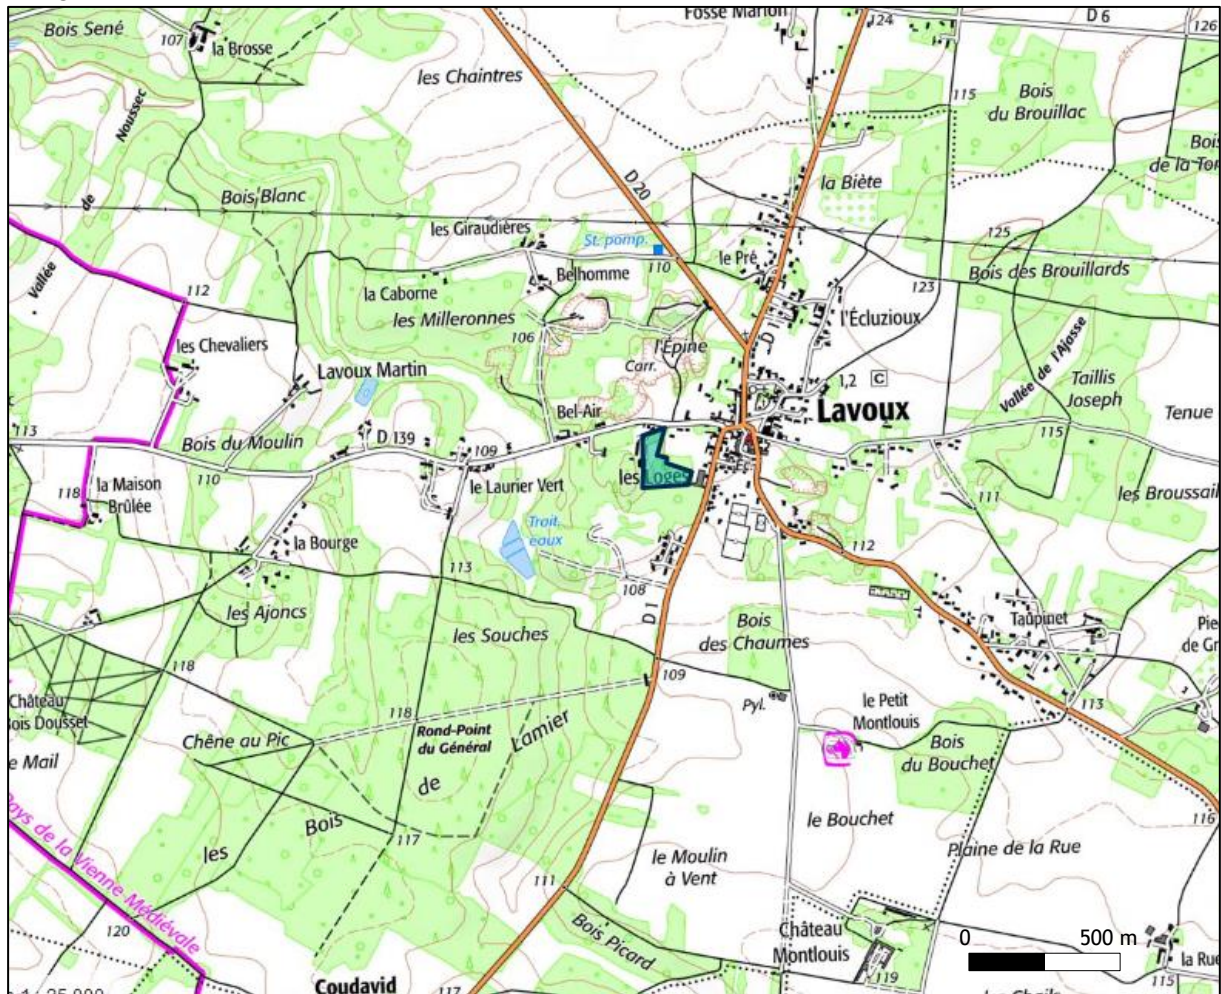 Bois Sené
107
la Brosse
Fosse Marion
124
D 6
126
les Chaintres
Noussec
de
Vallée
115
Bois
du Brouillac
Bois
D 20
la Biète
Bois Blanc
les Giraudières
St. pomp.
125
le Pré
Belhomme
110
Bois des Brouillards
la Caborne
123
112
les Milleronnes
l'Écluzioux
106
l'Épine
D 1
les Chevaliers
Carr.
Lavoux Martin
1,2
C
Vallée de l'Ajasse
Taillis
Joseph
Bel-Air
Lavoux
Tenue
113
Bois du Moulin
D 139
109
115
110
les Loges
118
la Maison
Brûlée
le Laurier Vert
111
les Broussail
Trait.
eaux
la Bourge
112
113
108
les Ajoncs
D 1
Taupinet
les Souches
Bois
des Chaumes
Pie
de Gr
118
109
Château
Bois Dousset
Pyl.
le Petit
Montlouis
113
118
Rond-Point
du Général
Chêne au Pic
Lamier
Bois
du Bouchet
e Mail
de
Bois
les
117
le Bouchet
116
Pays de la Vienne Médiévale
Plaine de la Rue
le Moulin
à Vent
111
Bois Picard
120
Château
Montlouis
0
500 m
la Rue
119
115
Coudavid
117